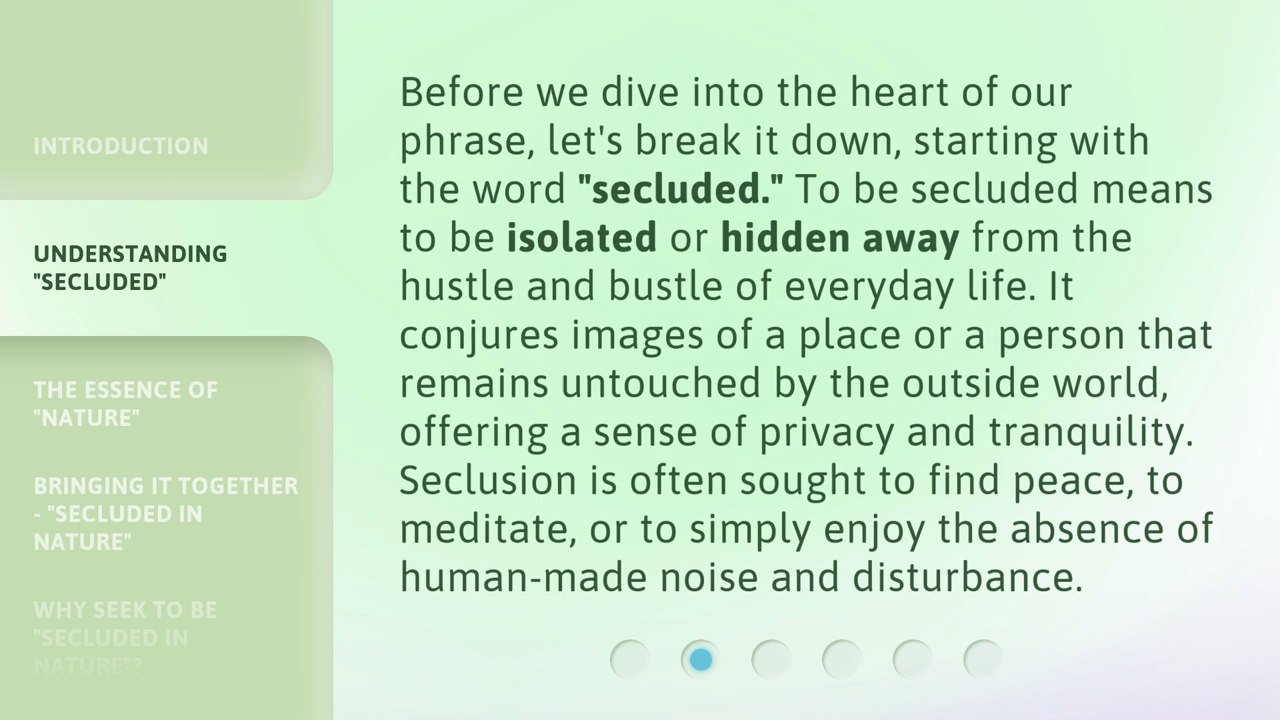 INTRODUCTION
UNDERSTANDING
"SECLUDED"
THE ESSENCE OF
"NATURE"
BRINGING IT TOGETHER
- "SECLUDED IN
NATURE"
WHY SEEK TO BE
"SECLUDED IN
NATURE"?
Before we dive into the heart of our
phrase, let's break it down, starting with
the word "secluded." To be secluded means
to be isolated or hidden away from the
hustle and bustle of everyday life. It
conjures images of a place or a person that
remains untouched by the outside world,
offering a sense of privacy and tranquility.
Seclusion is often sought to find peace, to
meditate, or to simply enjoy the absence of
human-made noise and disturbance.